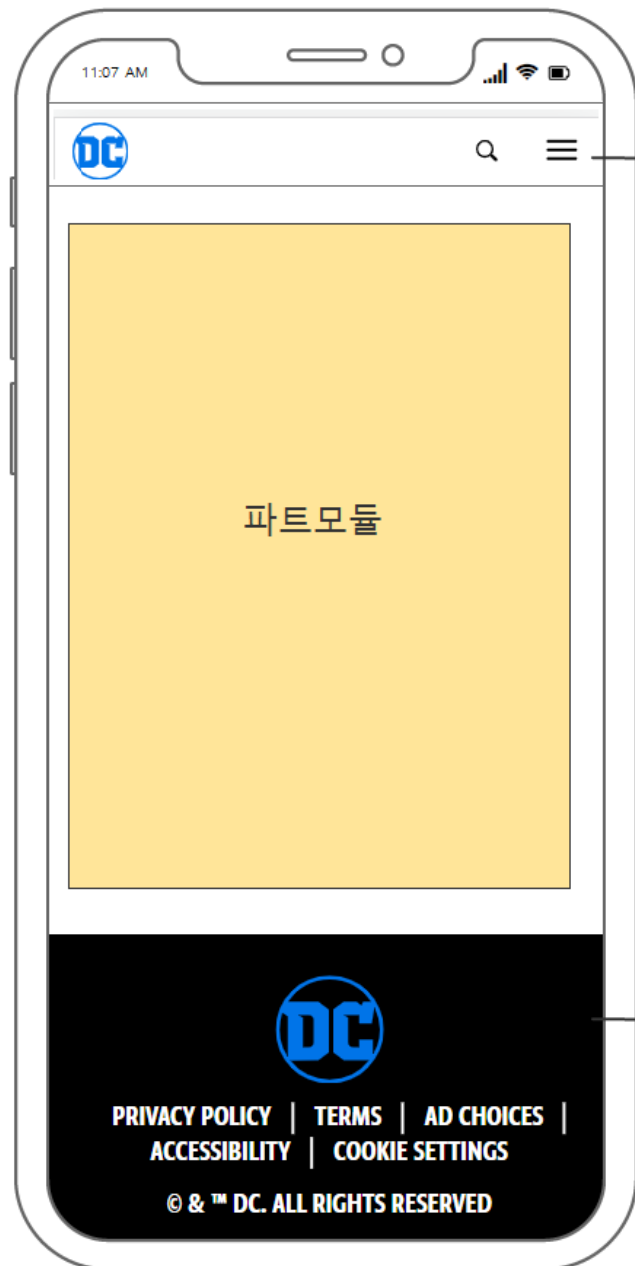 11:07 AM
DC
파트모듈
DC
PRIVACY POLICY | TERMS | AD CHOICES |
ACCESSIBILITY | COOKIE SETTINGS
© & ™ DC. ALL RIGHTS RESERVED